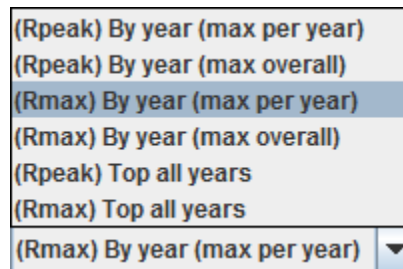 (Rpeak) By year (max per year)
(Rpeak) By year (max overall)
(Rmax) By year (max per year)
(Rmax) By year (max overall)
(Rpeak) Top all years
(Rmax) Top all years
(Rmax) By year (max per year)